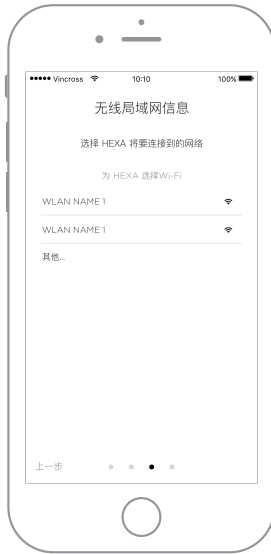 Vincross 10:10 100%
无线局域网信息
选择 HEXA 将要连接到的网络
为 HEXA 选择Wi-Fi
WLAN NAME 1
WLAN NAME 1
其他...
上一步